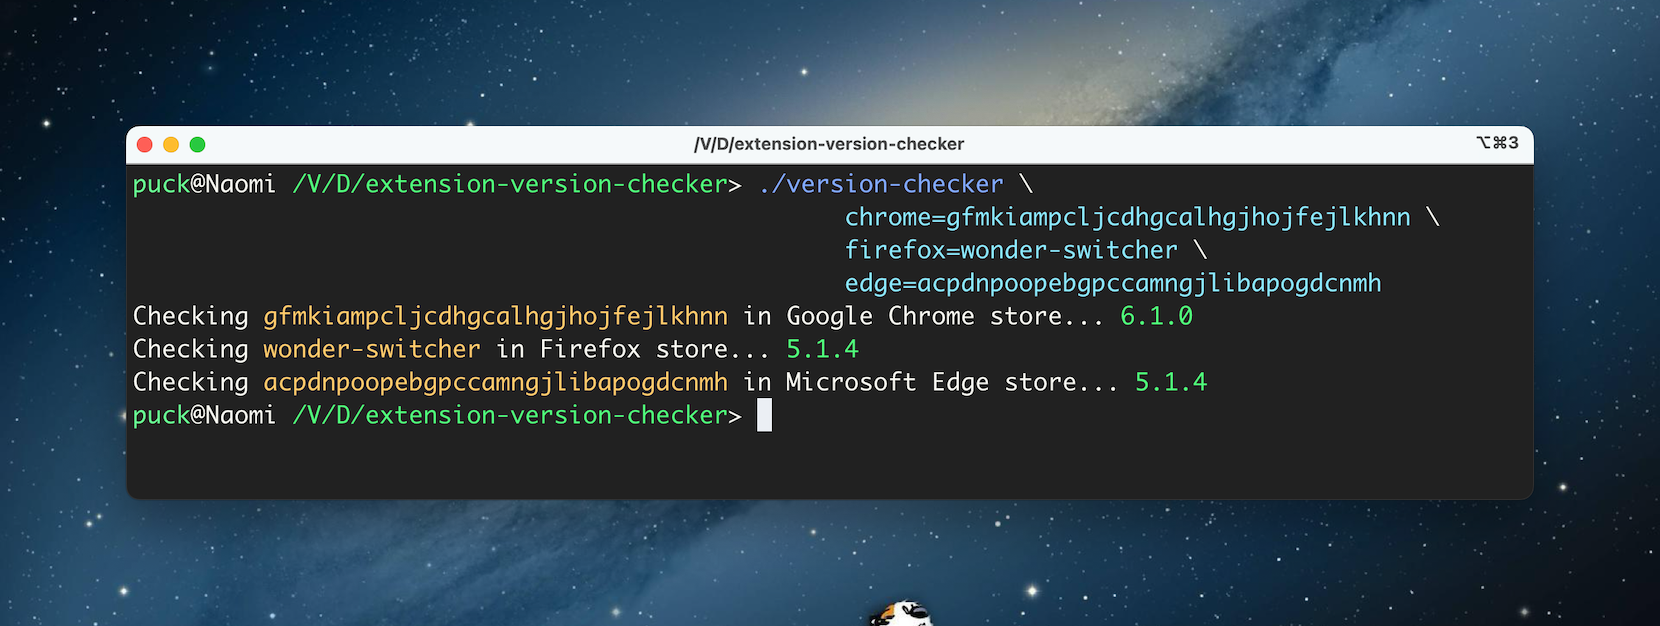 /V/D/extension-version-checker
⌥⌘3
puck@Naomi /V/D/extension-version-checker> ./version-checker \
chrome=gfmkiampcljcdhgcalhgjhojfejlkhnn \
firefox=wonder-switcher \
edge=acpdnpoopebgpccamngjlibapogdcnmh
Checking gfmkiampcljcdhgcalhgjhojfejlkhnn in Google Chrome store... 6.1.0
Checking wonder-switcher in Firefox store... 5.1.4
Checking acpdnpoopebgpccamngjlibapogdcnmh in Microsoft Edge store... 5.1.4
puck@Naomi /V/D/extension-version-checker>